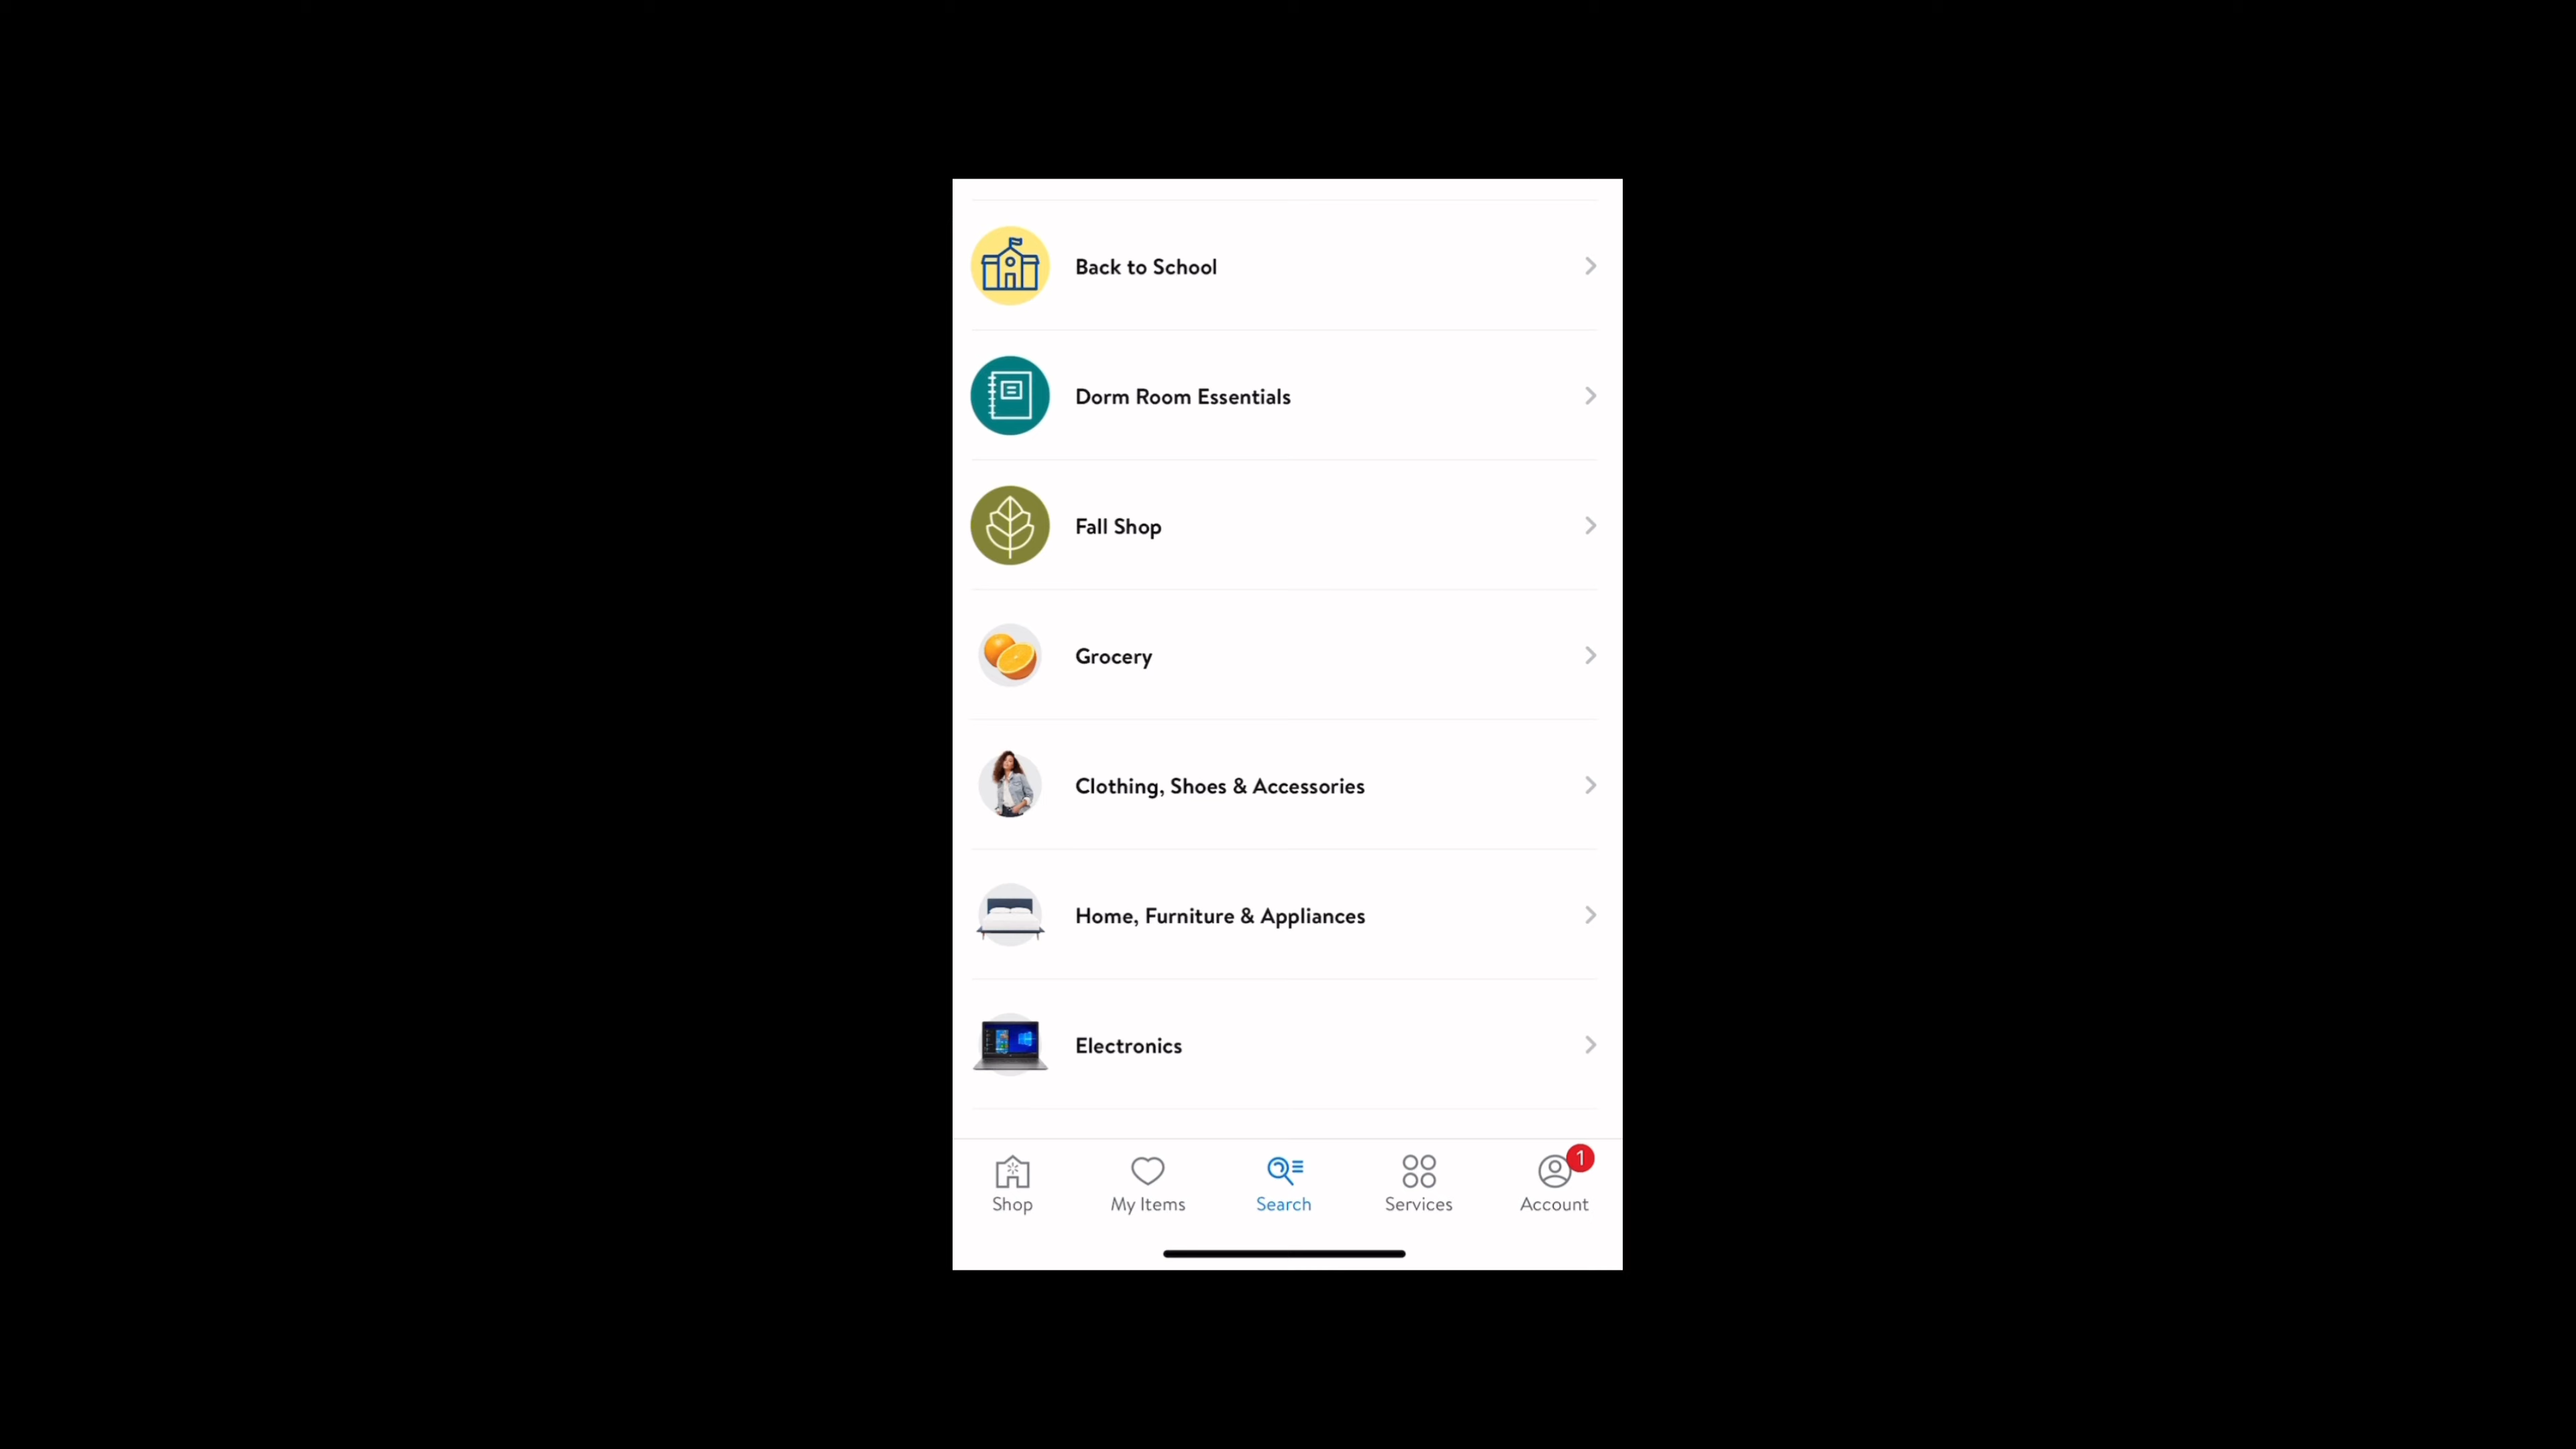 Back to School
Dorm Room Essentials
Fall Shop
Grocery
Clothing, Shoes & Accessories
Home, Furniture & Appliances
Electronics
Shop
My Items
Search
Services
Account
1